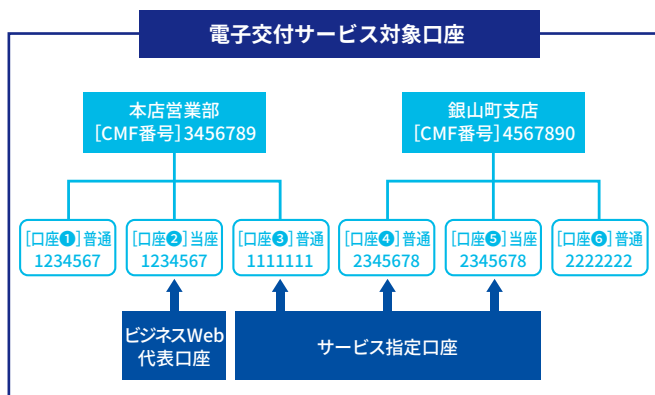 電子交付サービス対象口座
本店営業部
[CMF番号]3456789
銀山町支店
[CMF番号]4567890
[口座❶]普通
1234567
[口座❷]当座
1234567
[口座❸]普通
1111111
[口座❹]普通
2345678
[口座❺]当座
2345678
[口座❻]普通
2222222
ビジネスWeb
代表口座
サービス指定口座